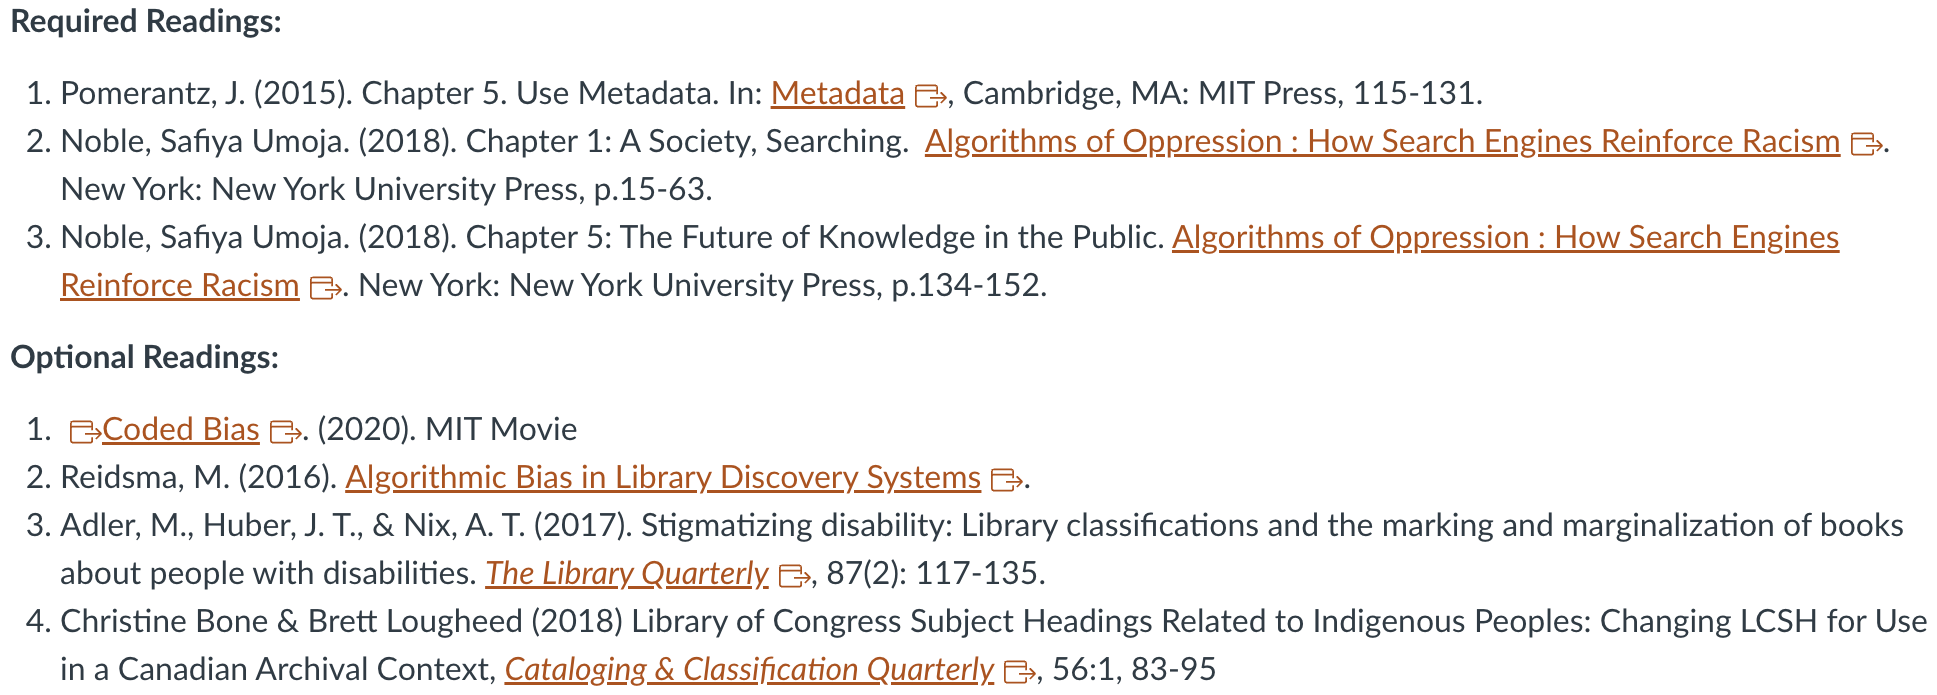 Required Readings:
1. Pomerantz, J. (2015). Chapter 5. Use Metadata. In: Metadata, Cambridge, MA: MIT Press, 115-131.
2. Noble, Safiya Umoja. (2018). Chapter 1: A Society, Searching. Algorithms of Oppression : How Search Engines Reinforce Racism.
New York: New York University Press, p.15-63.
3. Noble, Safiya Umoja. (2018). Chapter 5: The Future of Knowledge in the Public. Algorithms of Oppression : How Search Engines
Reinforce Racism. New York: New York University Press, p.134-152.
Optional Readings:
1. Coded Bias. (2020). MIT Movie
2. Reidsma, M. (2016). Algorithmic Bias in Library Discovery Systems.
3. Adler, M., Huber, J. T., & Nix, A. T. (2017). Stigmatizing disability: Library classifications and the marking and marginalization of books
about people with disabilities. The Library Quarterly, 87(2): 117-135.
4. Christine Bone & Brett Lougheed (2018) Library of Congress Subject Headings Related to Indigenous Peoples: Changing LCSH for Use
in a Canadian Archival Context, Cataloging & Classification Quarterly, 56:1, 83-95